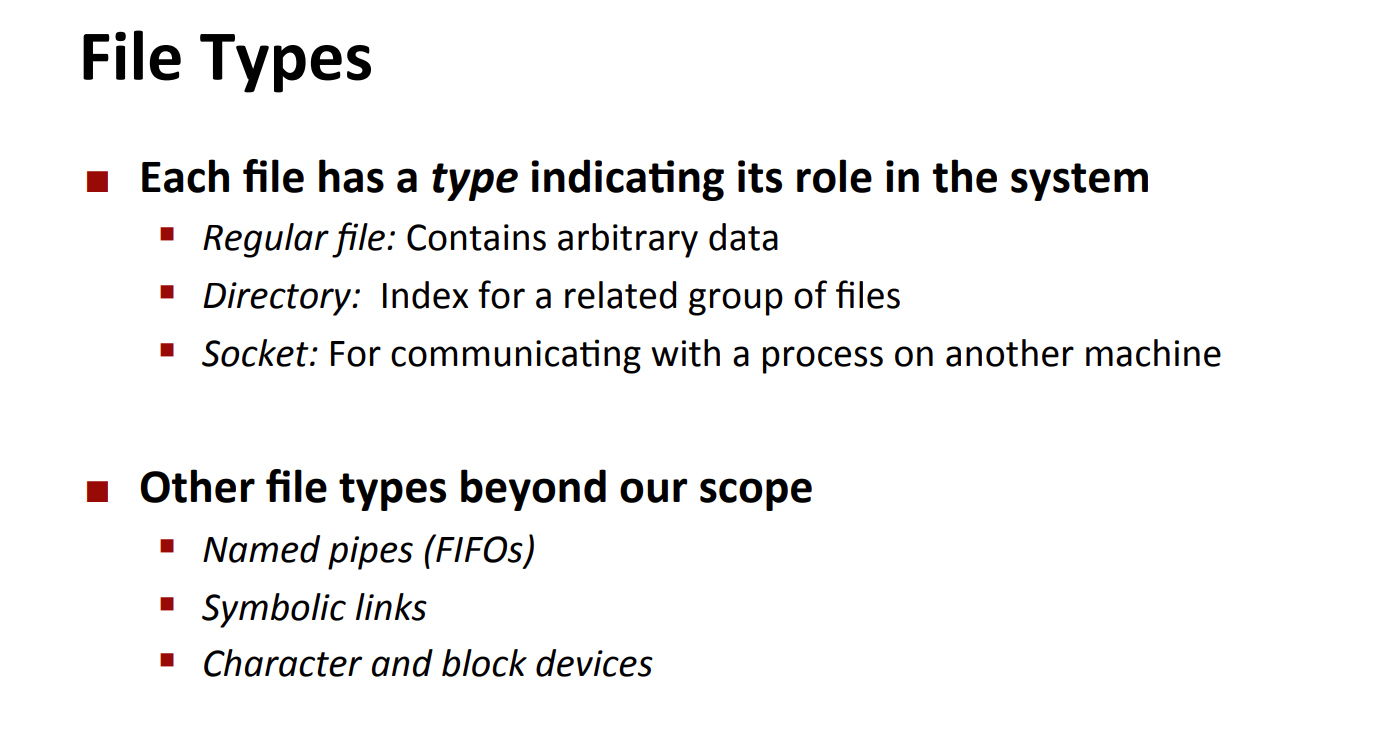 File Types
Each file has a type indicating its role in the system
Regular file: Contains arbitrary data
Directory: Index for a related group of files
Socket: For communicating with a process on another machine
Other file types beyond our scope
Named pipes (FIFOs)
Symbolic links
Character and block devices